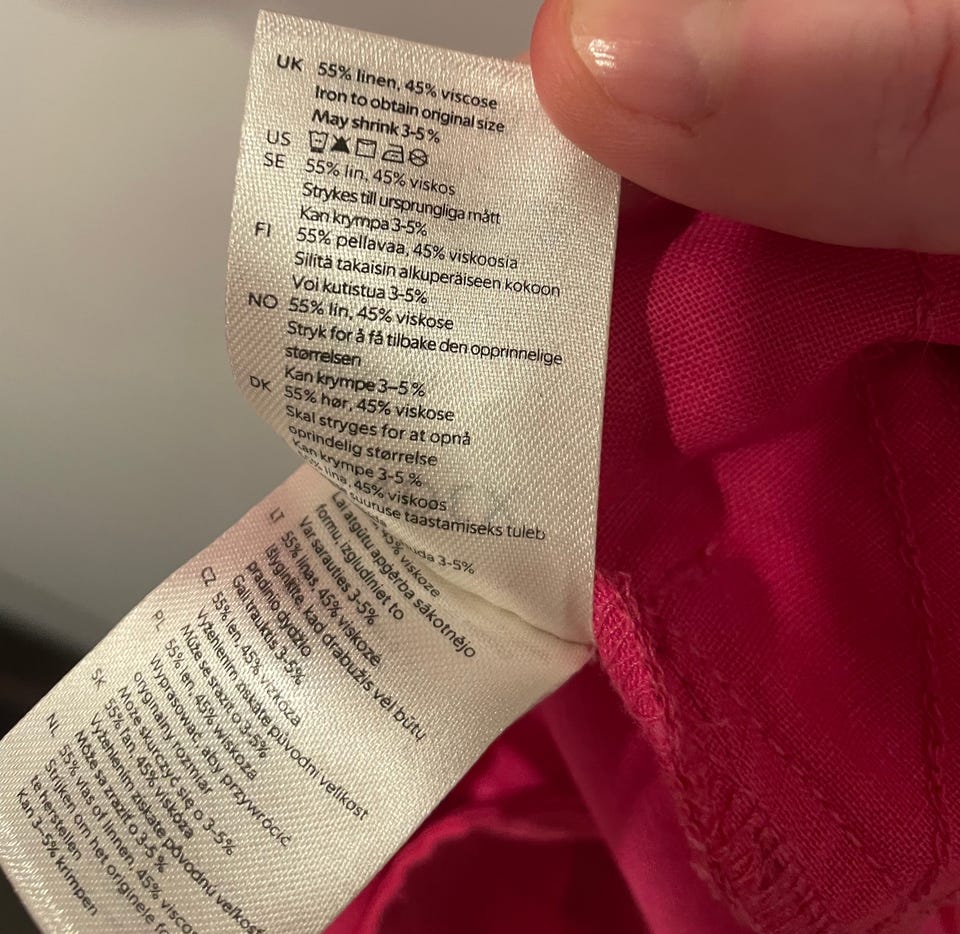 UK 55% linen, 45% viscose
Iron to obtain original size
May shrink 3-5%
US
SE 55% lin, 45% viskos
Strykes till ursprungliga mått
Kan krympa 3-5%
FI 55% pellavaa, 45% viskoosia
Silitä takaisin alkuperäiseen kokoon
Voi kutistua 3-5%
NO 55% lin, 45% viskose
Stryk for å få tilbake den opprinnelige
størrelsen
Kan krympe 3–5%
DK 55% hør, 45% viskose
Skal stryges for at opnå
oprindelig størrelse
Kan krympe 3-5 %
45% viskoos
suuruse taastamiseks tuleb
3-5%
viskoze
Lai atgūtu apģērba sākotnējo
formu, izgludiniet to
Var sarauties 3-5%
LT 55% linas, 45% viskozė
Išlyginkite, kad drabužis vėl būtų
pradinio dydžio
Gali trauktis 3-5%
CZ 55% len, 45% vizkóza
Vyžehlením získáte původní velikost
Může se srazit o 3-5%
PL 55% len, 45% wiskoza
Wyprasować, aby przywrócić
oryginalny rozmiar
Może skurczyć się o 3-5%
SK 55% ľan, 45% viskóza
Vyžehlením získate pôvodnú veľkosť
Môže sa zraziť o 3-5 %
NL 55% vlas of linnen, 45%
Strijken om het originele
te herstellen
Kan 3–5% krimpen